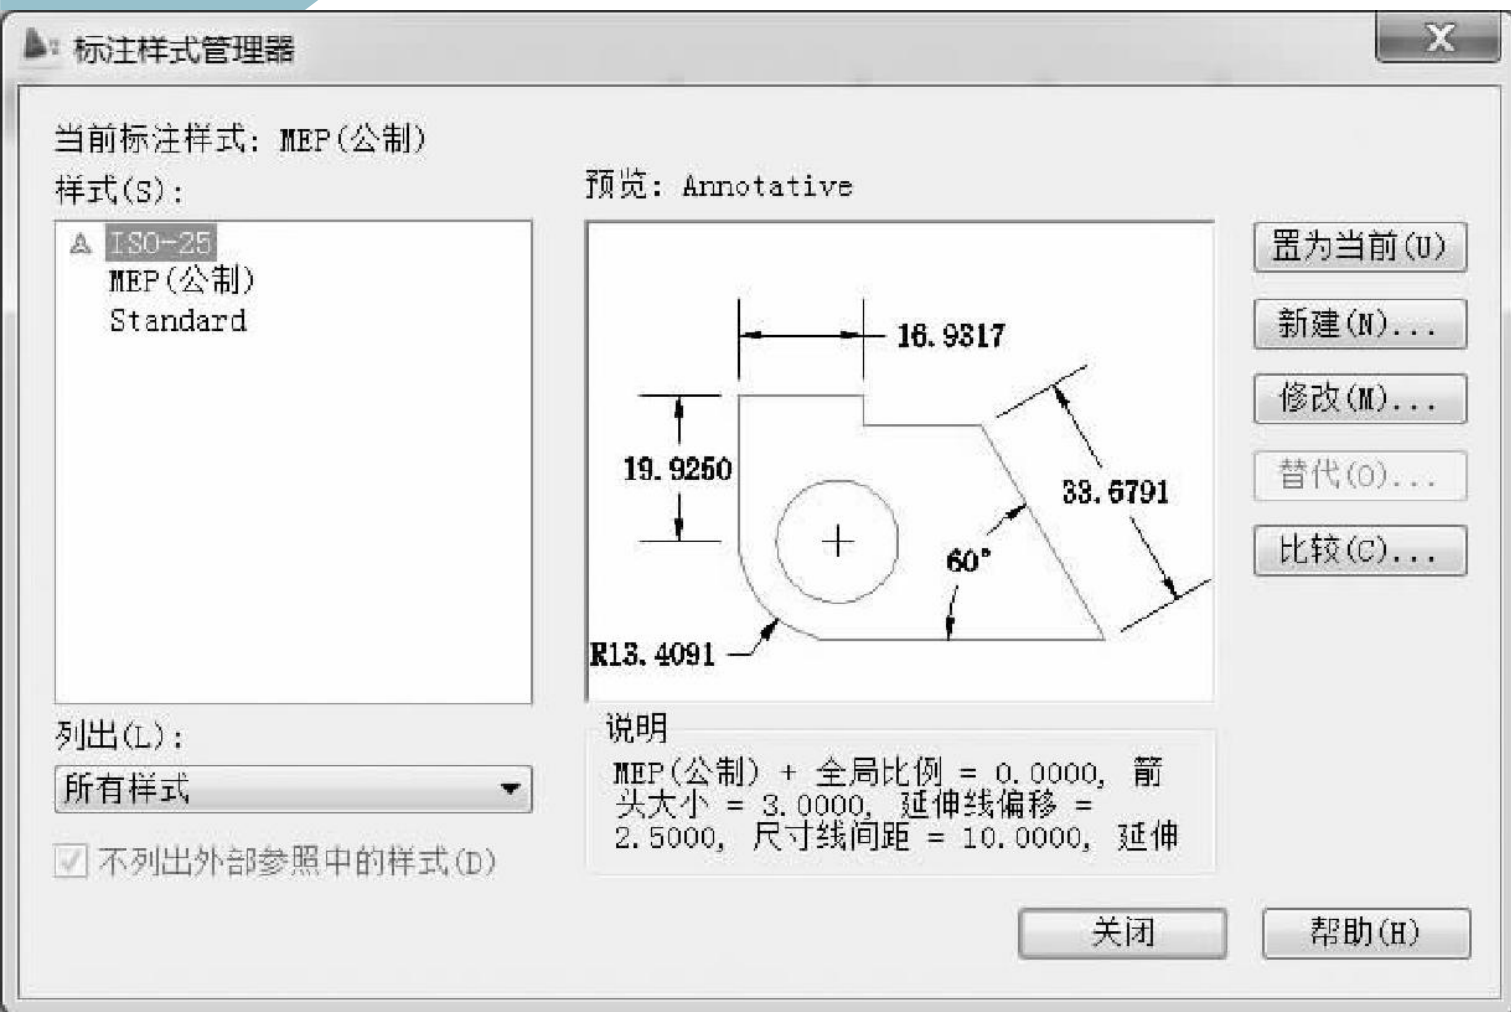 标注样式管理器
X
当前标注样式: MEP(公制)
样式(S):
ISO-25
MEP(公制)
Standard
预览: Annotative
16.9317
19.9250
33.6791
60°
R13.4091
置为当前(U)
新建(N)...
修改(M)...
替代(O)...
比较(C)...
列出(L):
所有样式
不列出外部参照中的样式(D)
说明
MEP(公制) + 全局比例 = 0.0000, 箭
头大小 = 3.0000, 延伸线偏移 =
2.5000, 尺寸线间距 = 10.0000, 延伸
关闭
帮助(H)